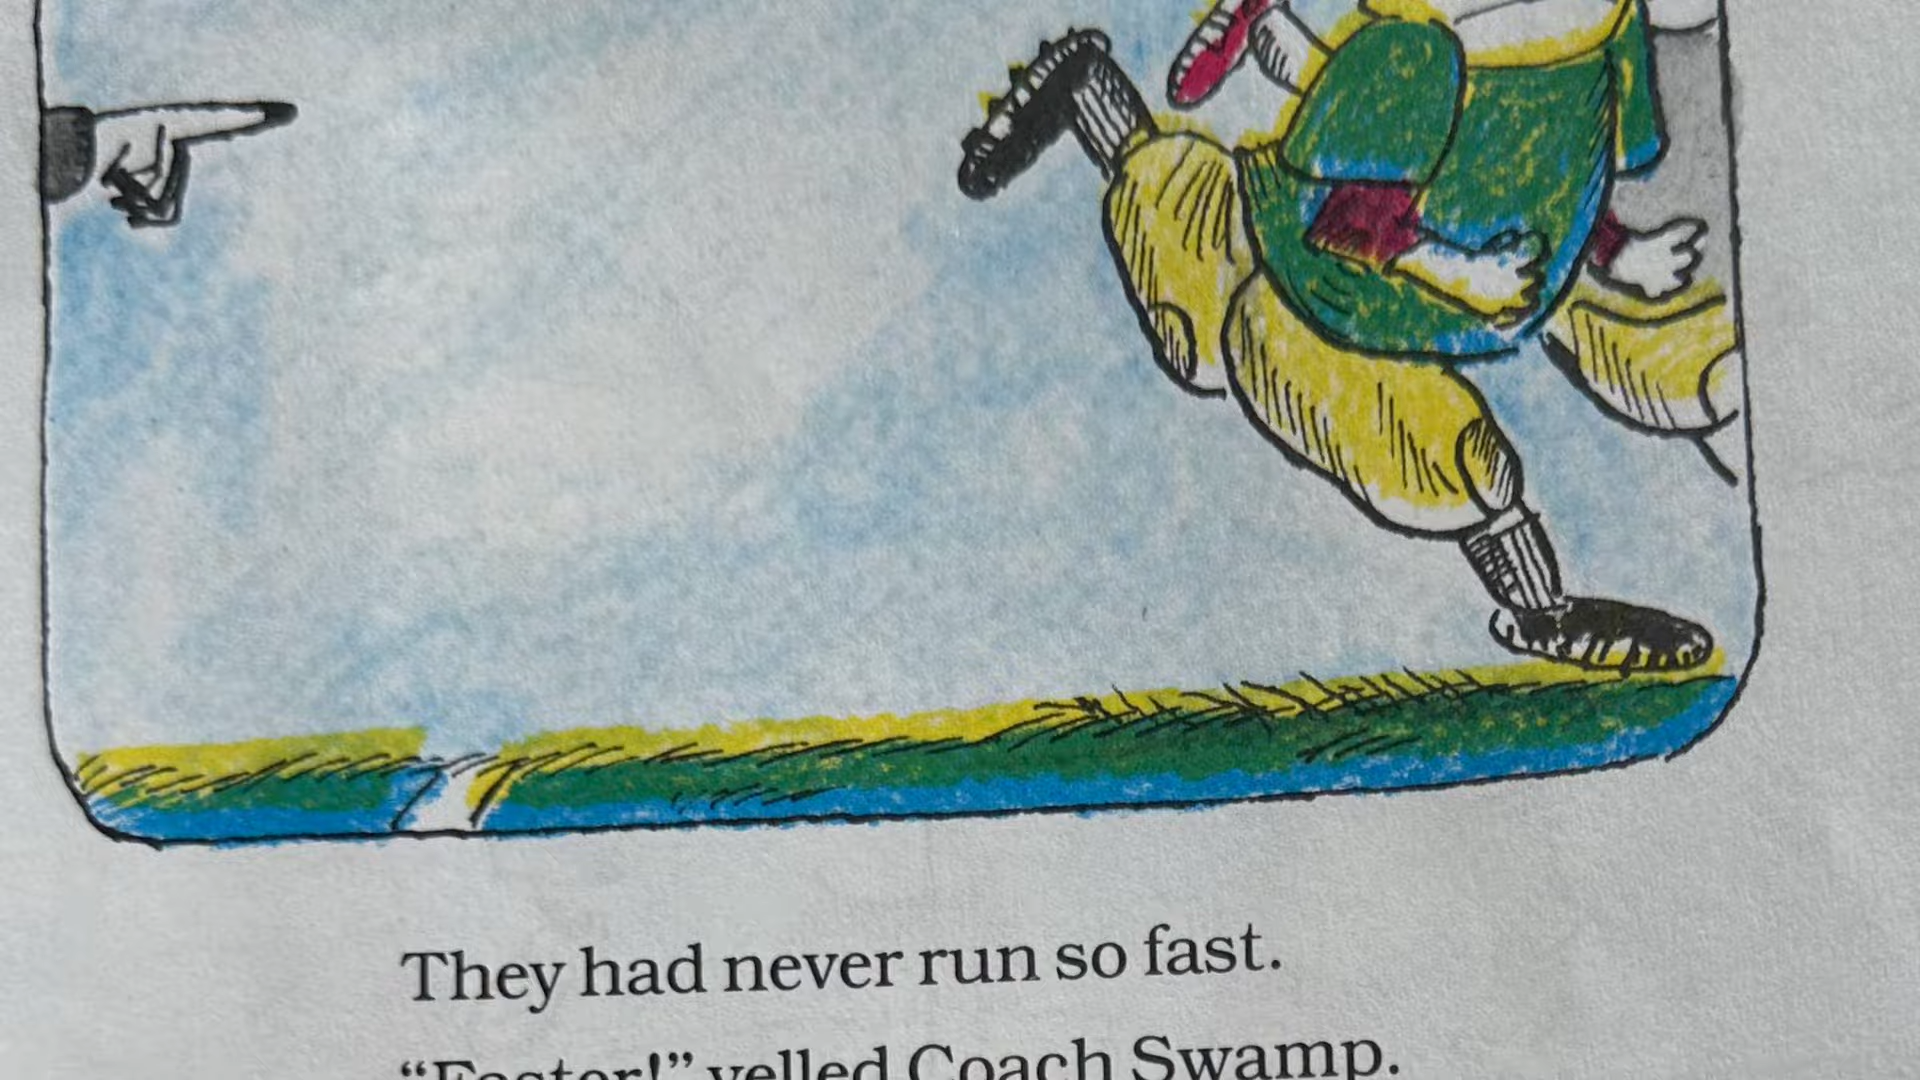 They had never run so fast.
“Faster!” yelled Coach Swamp.